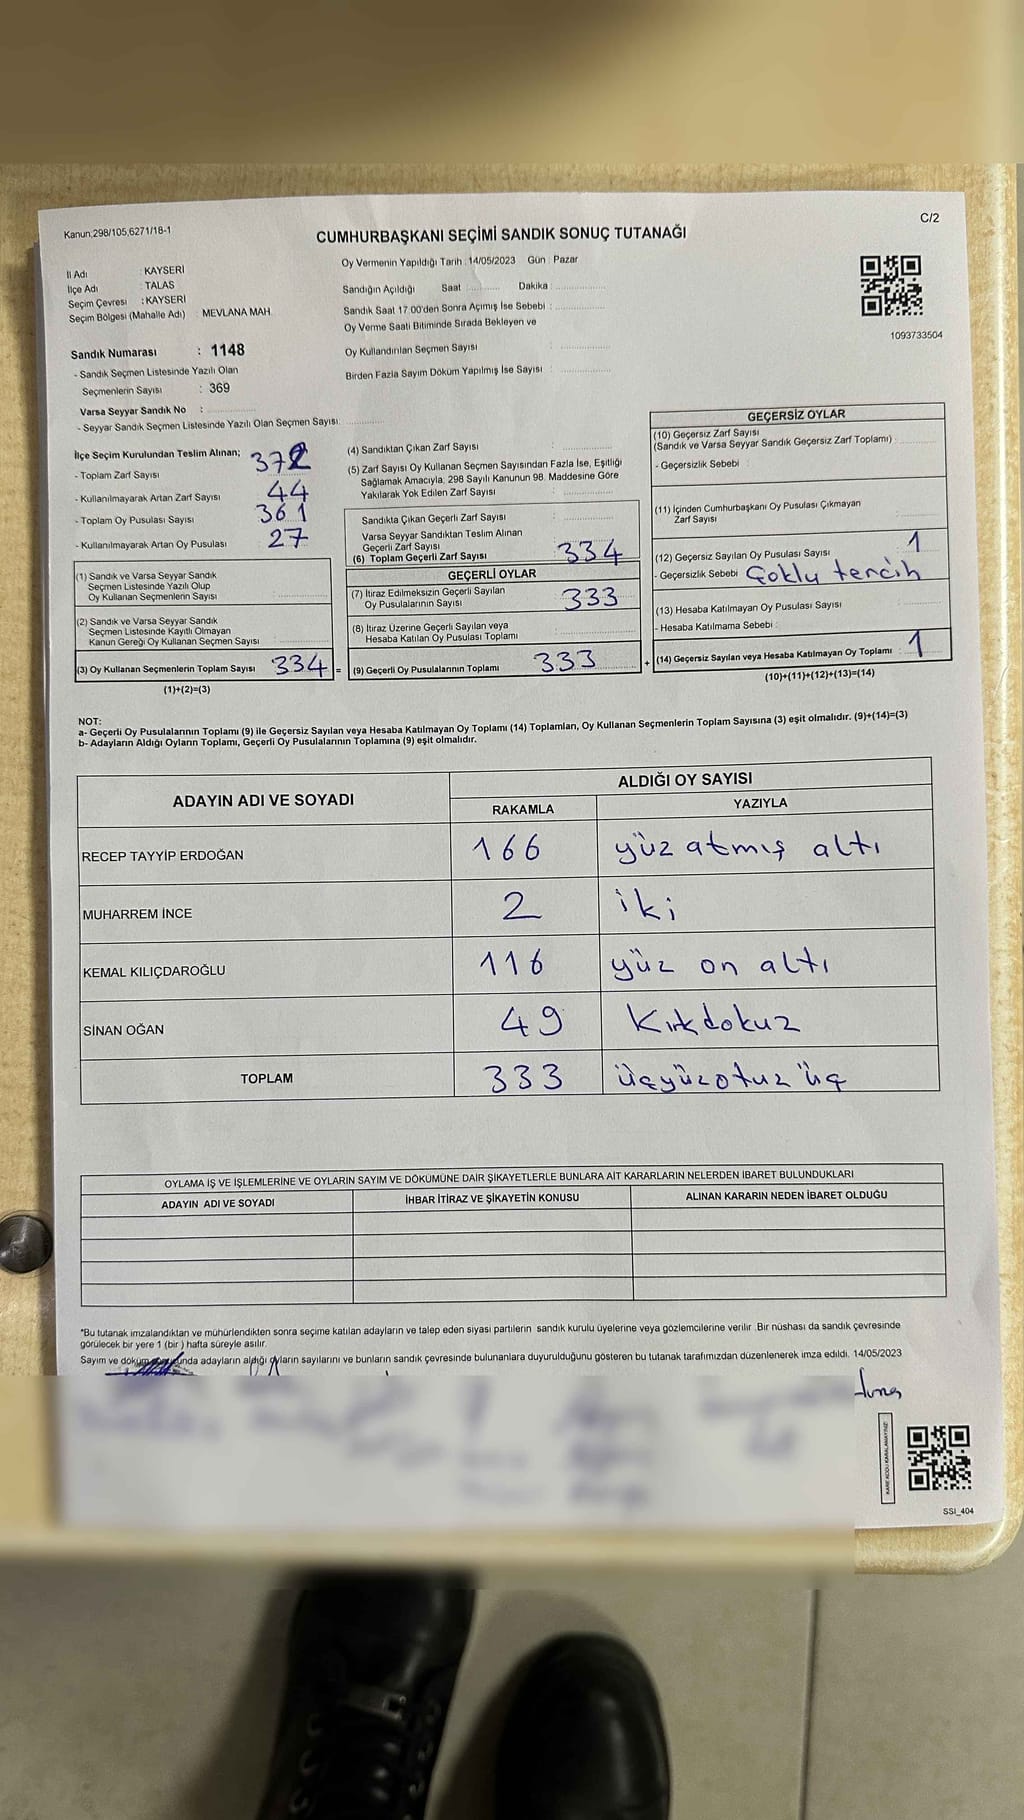 Kanun,298/105,6271/18-1
C/2
CUMHURBAŞKANI SEÇİMİ SANDIK SONUÇ TUTANAĞI
İl Adı : KAYSERİ
İlçe Adı : TALAS
Seçim Çevresi : KAYSERİ
Seçim Bölgesi (Mahalle Adı) : MEVLANA MAH.
Oy Vermenin Yapıldığı Tarih : 14/05/2023 Gün : Pazar
Sandığın Açıldığı Saat Dakika
Sandık Saat 17:00'den Sonra Açımış İse Sebebi :
Oy Verme Saati Bitiminde Sırada Bekleyen ve
Oy Kullandırılan Seçmen Sayısı :
Birden Fazla Sayım Döküm Yapılmış İse Sayısı :
1093733504
Sandık Numarası : 1148
- Sandık Seçmen Listesinde Yazılı Olan
Seçmenlerin Sayısı : 369
Varsa Seyyar Sandık No :
- Seyyar Sandık Seçmen Listesinde Yazılı Olan Seçmen Sayısı:
İlçe Seçim Kurulundan Teslim Alınan;
- Toplam Zarf Sayısı 372
- Kullanılmayarak Artan Zarf Sayısı 44
- Toplam Oy Pusulası Sayısı 361
- Kullanılmayarak Artan Oy Pusulası 27
(1) Sandık ve Varsa Seyyar Sandık
Seçmen Listesinde Yazılı Olup
Oy Kullanan Seçmenlerin Sayısı
(2) Sandık ve Varsa Seyyar Sandık
Seçmen Listesinde Kayıtlı Olmayan
Kanun Gereği Oy Kullanan Seçmen Sayısı
(3) Oy Kullanan Seçmenlerin Toplam Sayısı 334 =
(1)+(2)=(3)
(4) Sandıktan Çıkan Zarf Sayısı :
(5) Zarf Sayısı Oy Kullanan Seçmen Sayısından Fazla İse, Eşitliği
Sağlamak Amacıyla, 298 Sayılı Kanunun 98. Maddesine Göre
Yakılarak Yok Edilen Zarf Sayısı :
Sandıkta Çıkan Geçerli Zarf Sayısı
Varsa Seyyar Sandıktan Teslim Alınan
Geçerli Zarf Sayısı
(6) Toplam Geçerli Zarf Sayısı 334
GEÇERLİ OYLAR
(7) İtiraz Edilmeksizin Geçerli Sayılan
Oy Pusulalarının Sayısı 333
(8) İtiraz Üzerine Geçerli Sayılan veya
Hesaba Katılan Oy Pusulası Toplamı
(9) Geçerli Oy Pusulalarının Toplamı 333 +
GEÇERSİZ OYLAR
(10) Geçersiz Zarf Sayısı
(Sandık ve Varsa Seyyar Sandık Geçersiz Zarf Toplamı) :
- Geçersizlik Sebebi :
(11) İçinden Cumhurbaşkanı Oy Pusulası Çıkmayan
Zarf Sayısı
(12) Geçersiz Sayılan Oy Pusulası Sayısı 1
- Geçersizlik Sebebi Çoklu tercih
(13) Hesaba Katılmayan Oy Pusulası Sayısı :
- Hesaba Katılmama Sebebi :
(14) Geçersiz Sayılan veya Hesaba Katılmayan Oy Toplamı : 1
(10)+(11)+(12)+(13)=(14)
NOT:
a- Geçerli Oy Pusulalarının Toplamı (9) ile Geçersiz Sayılan veya Hesaba Katılmayan Oy Toplamı (14) Toplamları, Oy Kullanan Seçmenlerin Toplam Sayısına (3) eşit olmalıdır. (9)+(14)=(3)
b- Adayların Aldığı Oyların Toplamı, Geçerli Oy Pusulalarının Toplamına (9) eşit olmalıdır.
ADAYIN ADI VE SOYADI
ALDIĞI OY SAYISI
RAKAMLA YAZIYLA
RECEP TAYYİP ERDOĞAN 166 yüz atmış altı
MUHARREM İNCE 2 iki
KEMAL KILIÇDAROĞLU 116 yüz on altı
SİNAN OĞAN 49 Kırkdokuz
TOPLAM 333 üçyüzotuz üç
OYLAMA İŞ VE İŞLEMLERİNE VE OYLARIN SAYIM VE DÖKÜMÜNE DAİR ŞİKAYETLERLE BUNLARA AİT KARARLARIN NELERDEN İBARET BULUNDUKLARI
ADAYIN ADI VE SOYADI İHBAR İTİRAZ VE ŞİKAYETİN KONUSU ALINAN KARARIN NEDEN İBARET OLDUĞU
*Bu tutanak imzalandıktan ve mühürlendikten sonra seçime katılan adayların ve talep eden siyasi partilerin sandık kurulu üyelerine veya gözlemcilerine verilir .Bir nüshası da sandık çevresinde
görülecek bir yere 1 (bir ) hafta süreyle asılır.
Sayım ve döküm adayların aldığı oyların sayılarını ve bunların sandık çevresinde bulunanlara duyurulduğunu gösteren bu tutanak tarafımızdan düzenlenerek imza edildi. 14/05/2023
KARE KODU KARALAMAYINIZ!
SSI_404